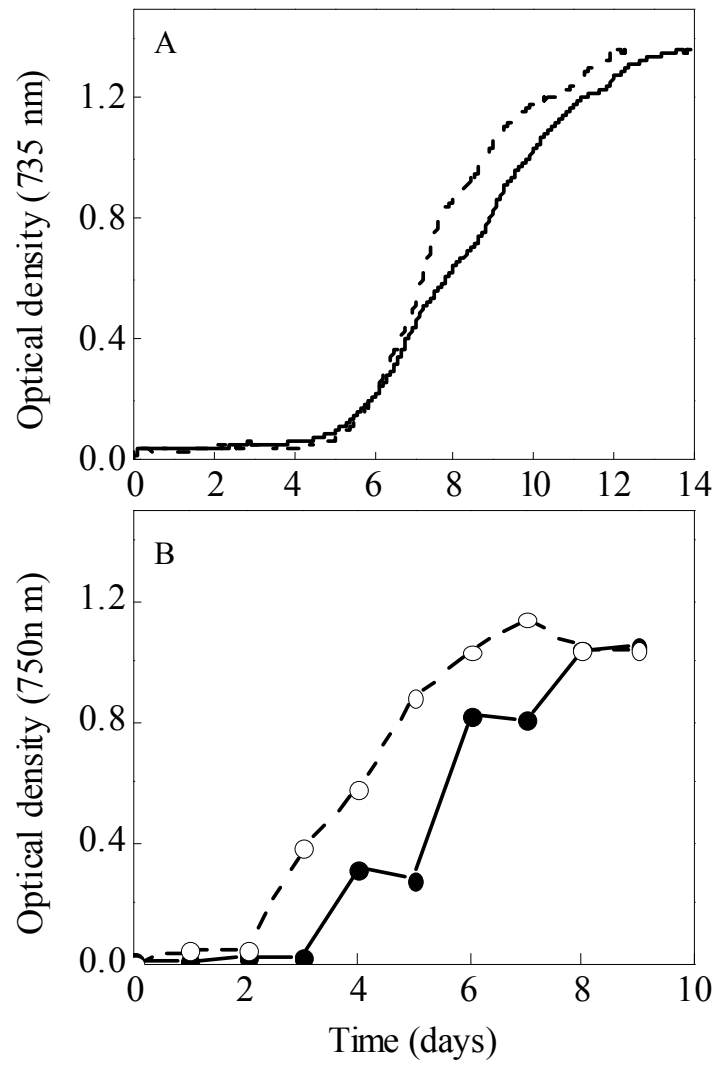 A
Optical density (735 nm)
1.2
0.8
0.4
0.0
0 2 4 6 8 10 12 14
B
Optical density (750n m)
1.2
0.8
0.4
0.0
0 2 4 6 8 10
Time (days)